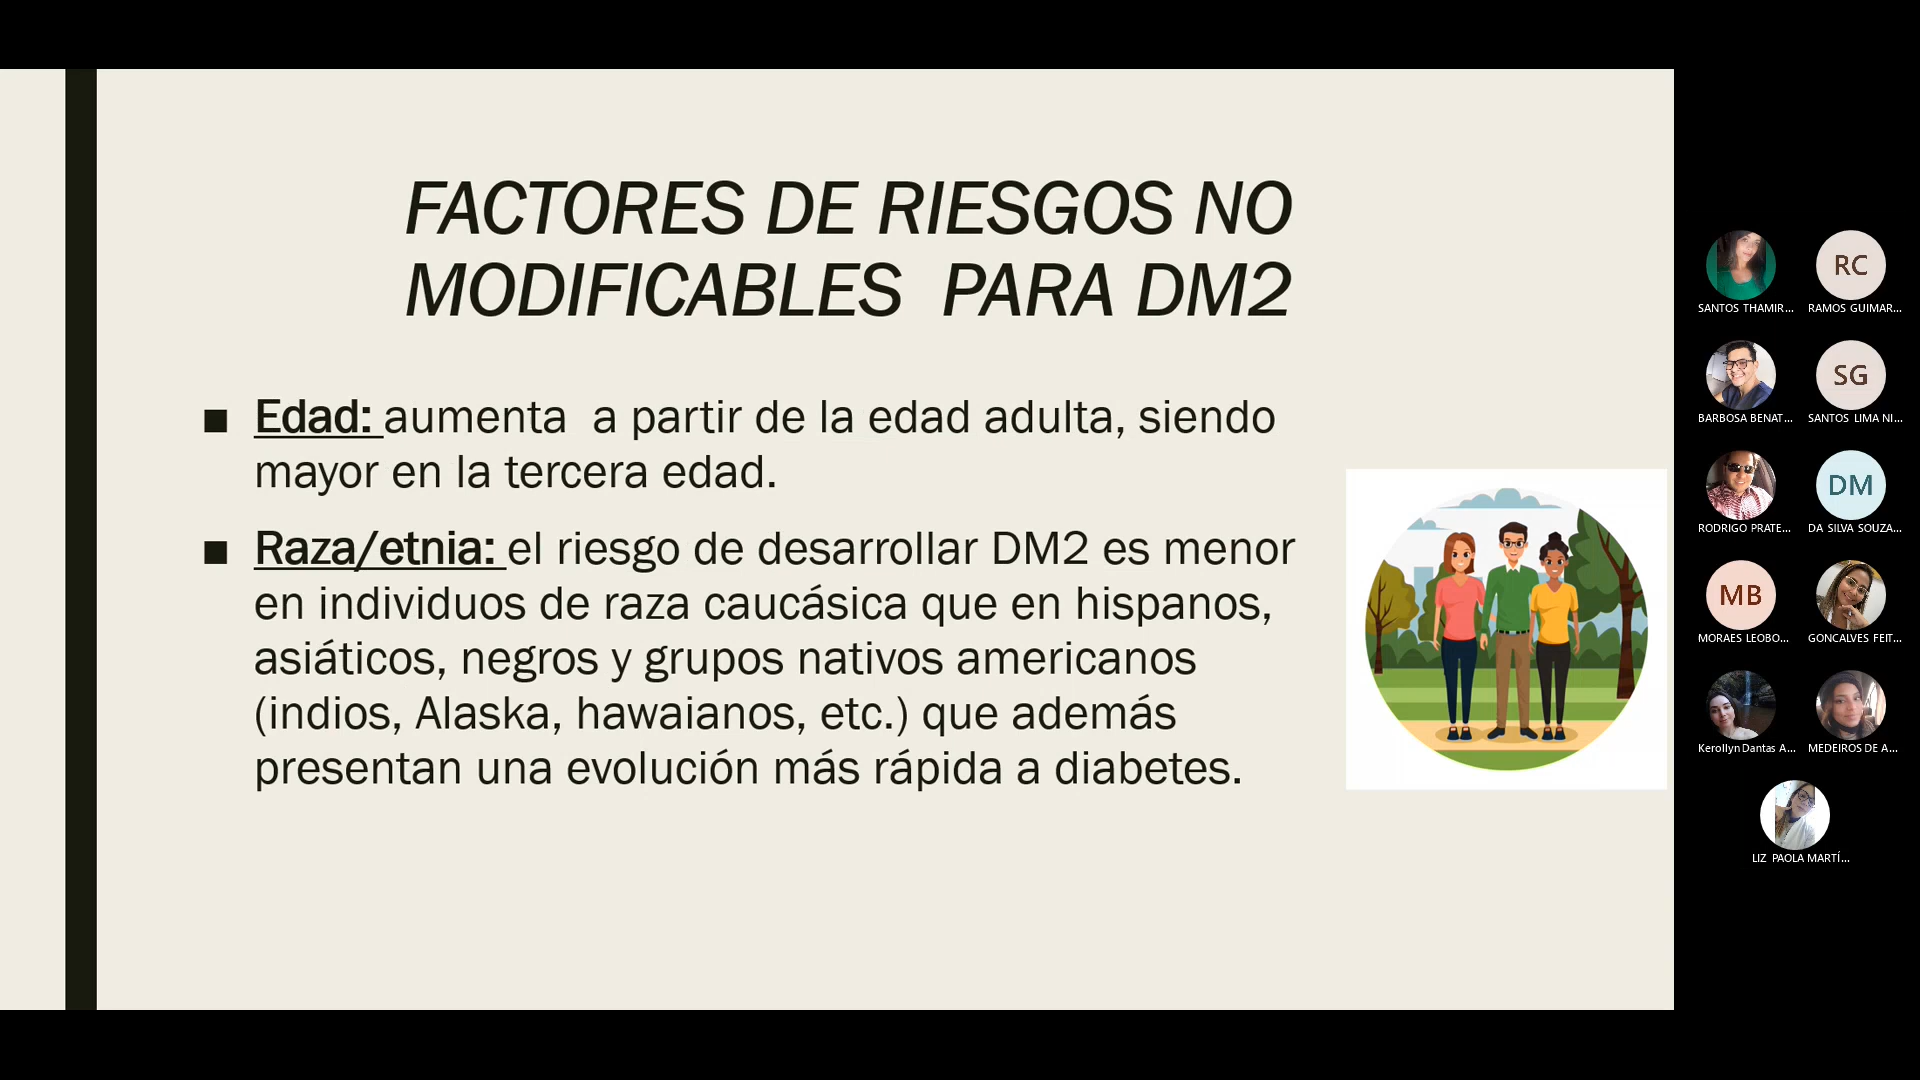 FACTORES DE RIESGOS NO
MODIFICABLES PARA DM2
■ Edad: aumenta a partir de la edad adulta, siendo
mayor en la tercera edad.
■ Raza/etnia: el riesgo de desarrollar DM2 es menor
en individuos de raza caucásica que en hispanos,
asiáticos, negros y grupos nativos americanos
(indios, Alaska, hawaianos, etc.) que además
presentan una evolución más rápida a diabetes.
SANTOS THAMIR...
RC
RAMOS GUIMAR...
BARBOSA BENAT...
SG
SANTOS LIMA NI...
RODRIGO PRATE...
DM
DA SILVA SOUZA...
MB
MORAES LEOBO...
GONCALVES FEIT...
Kerollyn Dantas A...
MEDEIROS DE A...
LIZ PAOLA MARTÍ...